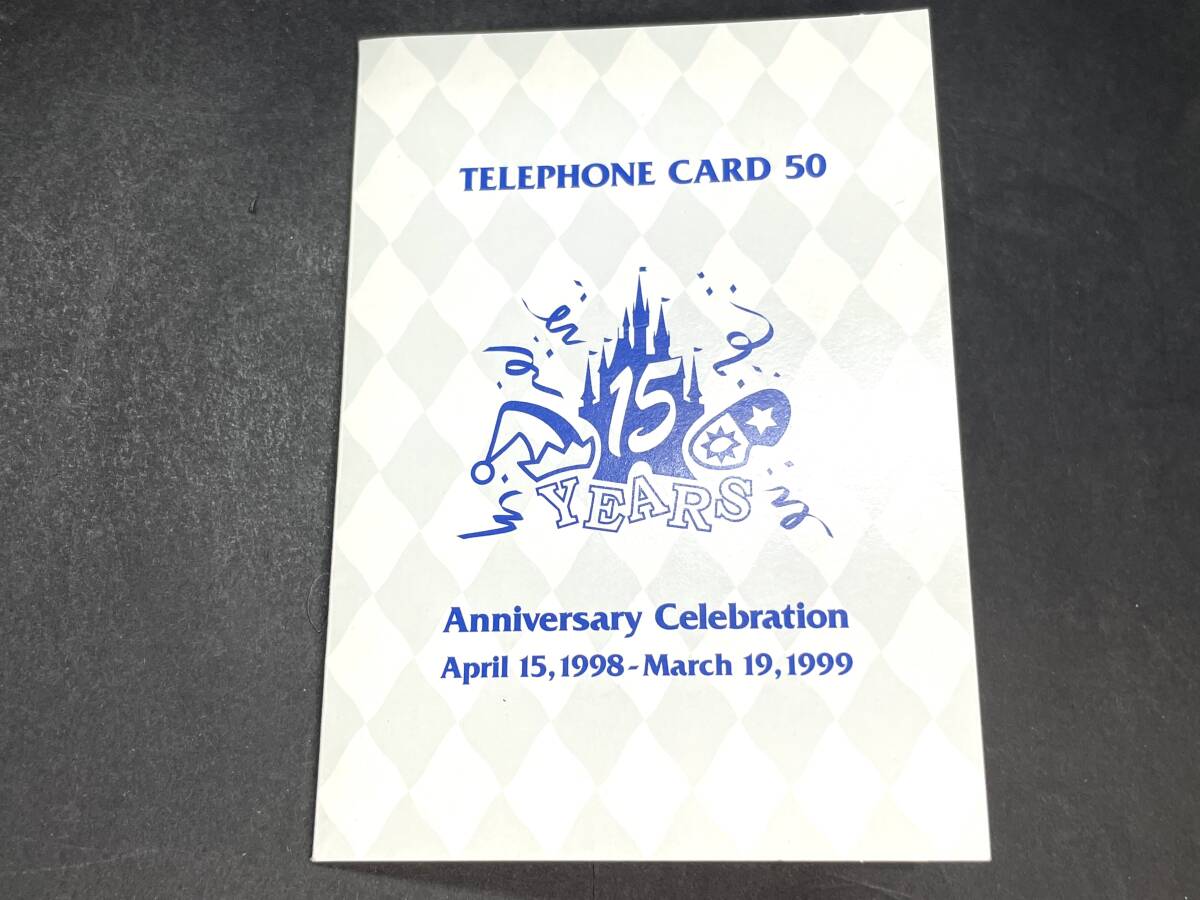 TELEPHONE CARD 50
15
YEARS
Anniversary Celebration
April 15,1998-March 19,1999